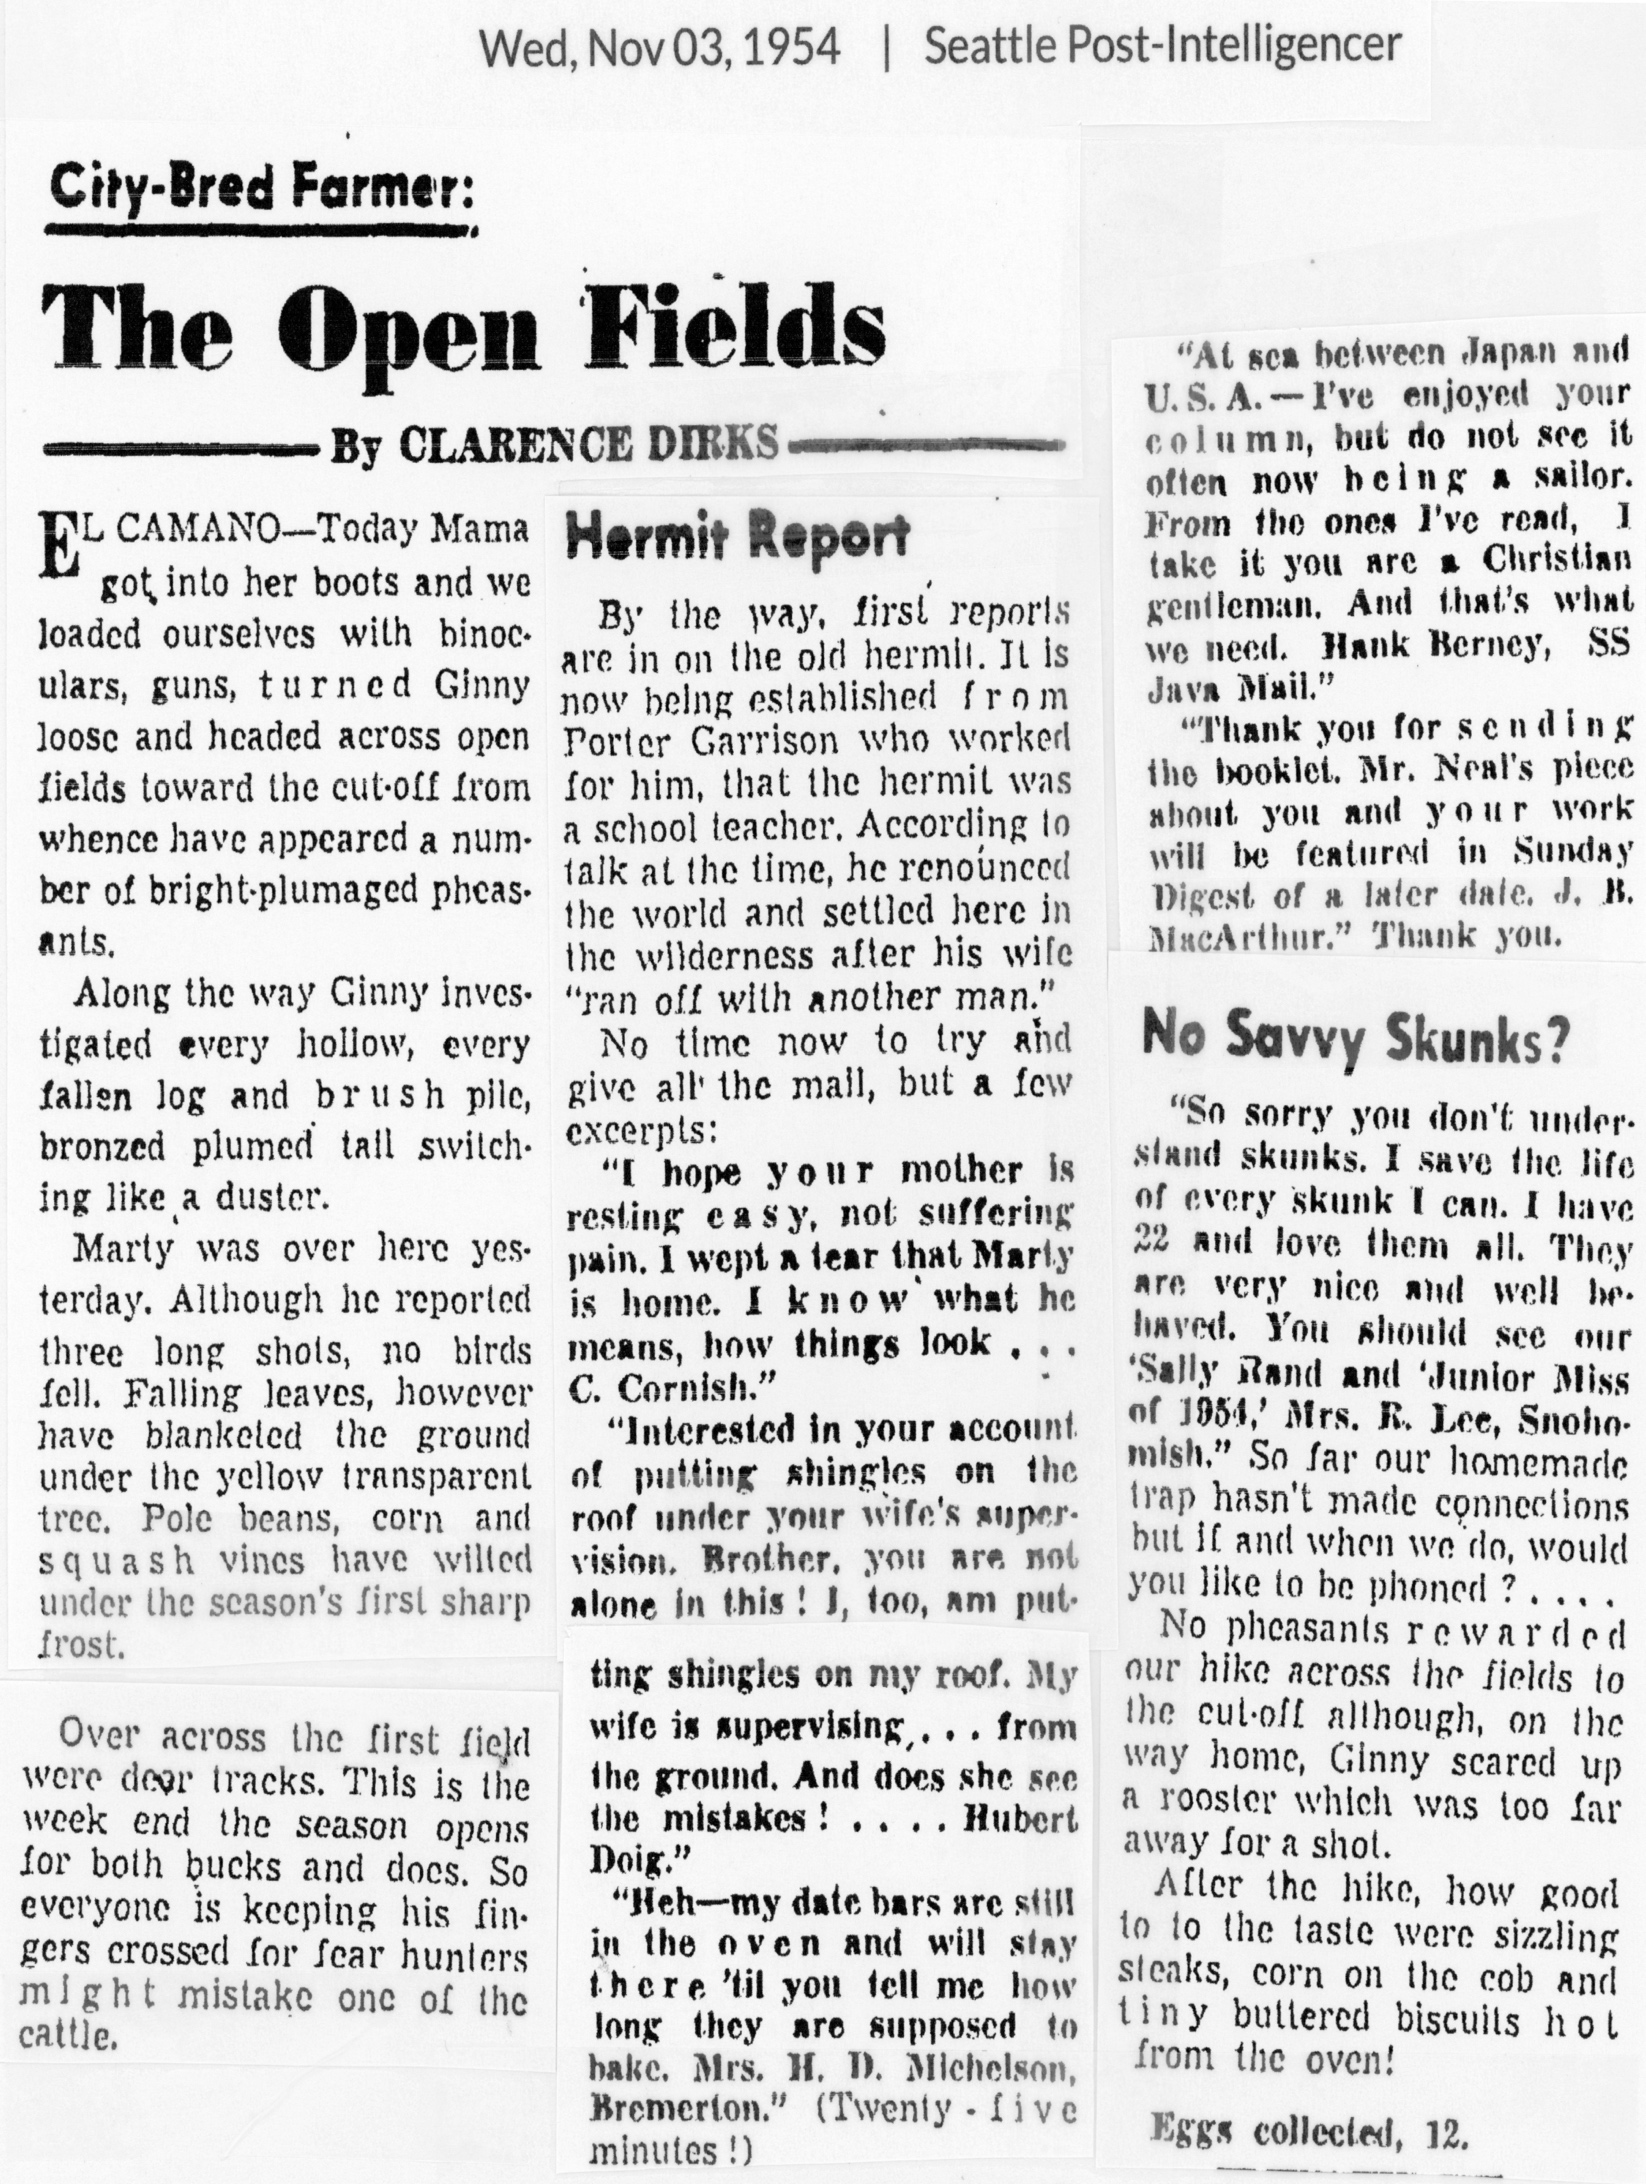 Wed, Nov 03, 1954 | Seattle Post-Intelligencer
City-Bred Farmer:
The Open Fields
By CLARENCE DIRKS
EL CAMANO—Today Mama
got into her boots and we
loaded ourselves with binoc-
ulars, guns, turned Ginny
loose and headed across open
fields toward the cut-off from
whence have appeared a num-
ber of bright-plumaged pheas-
ants.
Along the way Ginny inves-
tigated every hollow, every
fallen log and brush pile,
bronzed plumed tail switch-
ing like a duster.
Marty was over here yes-
terday. Although he reported
three long shots, no birds
fell. Falling leaves, however
have blanketed the ground
under the yellow transparent
tree. Pole beans, corn and
squash vines have wilted
under the season's first sharp
frost.
Over across the first field
were deer tracks. This is the
week end the season opens
for both bucks and does. So
everyone is keeping his fin-
gers crossed for fear hunters
might mistake one of the
cattle.
Hermit Report
By the way, first reports
are in on the old hermit. It is
now being established from
Porter Garrison who worked
for him, that the hermit was
a school teacher. According to
talk at the time, he renounced
the world and settled here in
the wilderness after his wife
"ran off with another man."
No time now to try and
give all the mail, but a few
excerpts:
"I hope your mother is
resting easy, not suffering
pain. I wept a tear that Marty
is home. I know what he
means, how things look . . .
C. Cornish."
"Interested in your account
of putting shingles on the
roof under your wife's super-
vision. Brother, you are not
alone in this! I, too, am put-
ting shingles on my roof. My
wife is supervising, . . . from
the ground. And does she see
the mistakes! . . . . Hubert
Doig."
"Heh—my date bars are still
in the oven and will stay
there 'til you tell me how
long they are supposed to
bake. Mrs. H. D. Michelson,
Bremerton." (Twenty - five
minutes!)
"At sea between Japan and
U. S. A. — I've enjoyed your
column, but do not see it
often now being a sailor.
From the ones I've read, I
take it you are a Christian
gentleman. And that's what
we need. Hank Berney, SS
Java Mail."
"Thank you for sending
the booklet. Mr. Neal's piece
about you and your work
will be featured in Sunday
Digest of a later date. J. B.
MacArthur." Thank you.
No Savvy Skunks?
"So sorry you don't under-
stand skunks. I save the life
of every skunk I can. I have
22 and love them all. They
are very nice and well be-
haved. You should see our
'Sally Rand and 'Junior Miss
of 1954,' Mrs. R. Lee, Snoho-
mish." So far our homemade
trap hasn't made connections
but if and when we do, would
you like to be phoned ? . . . .
No pheasants rewarded
our hike across the fields to
the cut-off although, on the
way home, Ginny scared up
a rooster which was too far
away for a shot.
After the hike, how good
to to the taste were sizzling
steaks, corn on the cob and
tiny buttered biscuits hot
from the oven!
Eggs collected, 12.